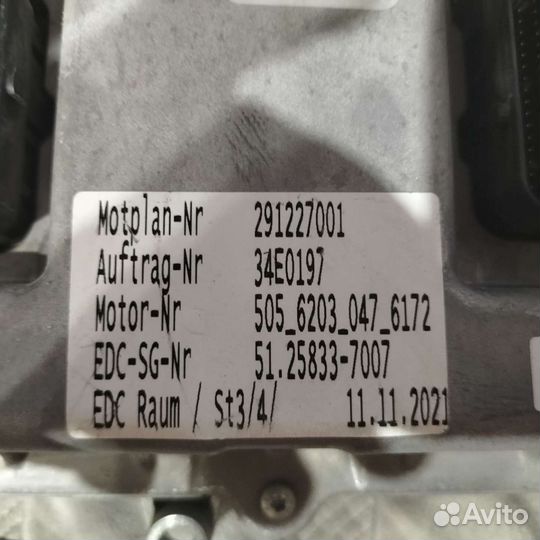 Motplan-Nr 291227001
Auftrag-Nr 34E0197
Motor-Nr 505_6203_047_6172
EDC-SG-Nr 51.25833-7007
EDC Raum / St3/4/ 11.11.2021
Avito